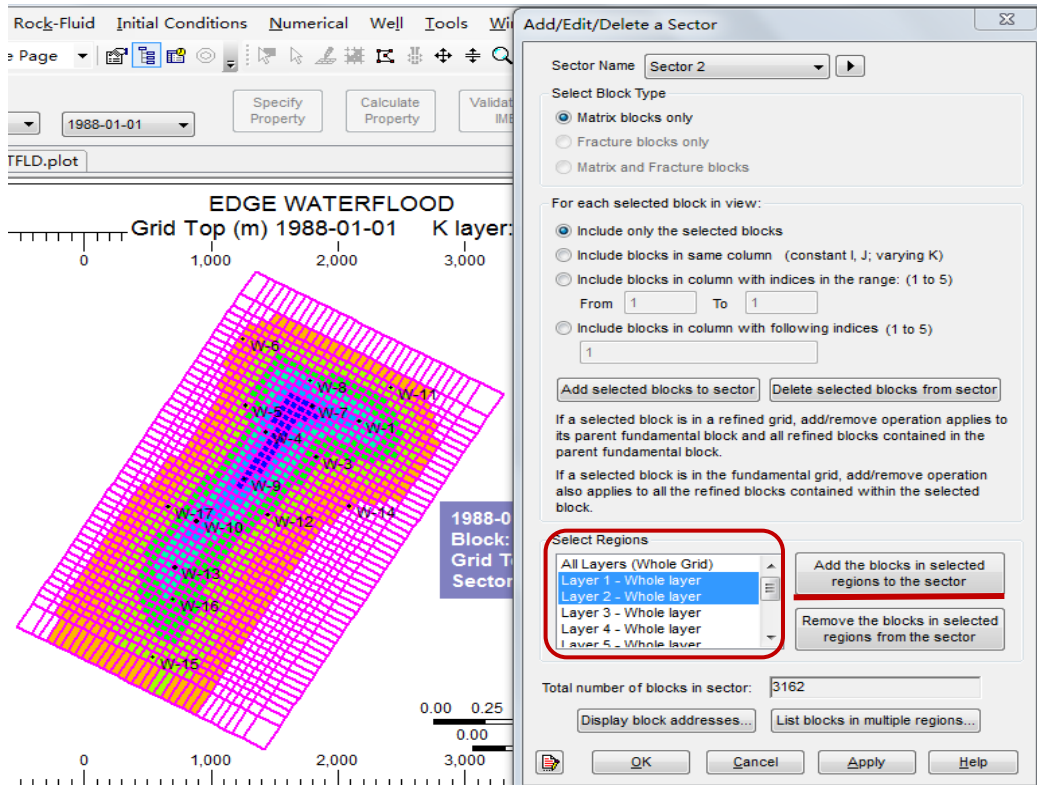 Rock-Fluid Initial Conditions Numerical Well Tools
Page
1988-01-01
Specify Property
Calculate Property
TFLD.plot
EDGE WATERFLOOD
Grid Top (m) 1988-01-01 K layer:
0 1,000 2,000 3,000
W-6
W-8
W-11
W-5
W-7
W-1
W-4
W-3
W-9
W-17
W-10
W-12
W-14
W-13
W-16
W-15
1988-0
Block:
Grid T
Sector
0.00 0.25
0.00
0 1,000 2,000 3,000
Add/Edit/Delete a Sector
Sector Name Sector 2
Select Block Type
Matrix blocks only
Fracture blocks only
Matrix and Fracture blocks
For each selected block in view:
Include only the selected blocks
Include blocks in same column (constant I, J; varying K)
Include blocks in column with indices in the range: (1 to 5)
From 1 To 1
Include blocks in column with following indices (1 to 5)
1
Add selected blocks to sector Delete selected blocks from sector
If a selected block is in a refined grid, add/remove operation applies to
its parent fundamental block and all refined blocks contained in the
parent fundamental block.
If a selected block is in the fundamental grid, add/remove operation
also applies to all the refined blocks contained within the selected
block.
Select Regions
All Layers (Whole Grid)
Layer 1 - Whole layer
Layer 2 - Whole layer
Layer 3 - Whole layer
Layer 4 - Whole layer
Layer 5 - Whole layer
Add the blocks in selected
regions to the sector
Remove the blocks in selected
regions from the sector
Total number of blocks in sector: 3162
Display block addresses... List blocks in multiple regions...
OK Cancel Apply Help